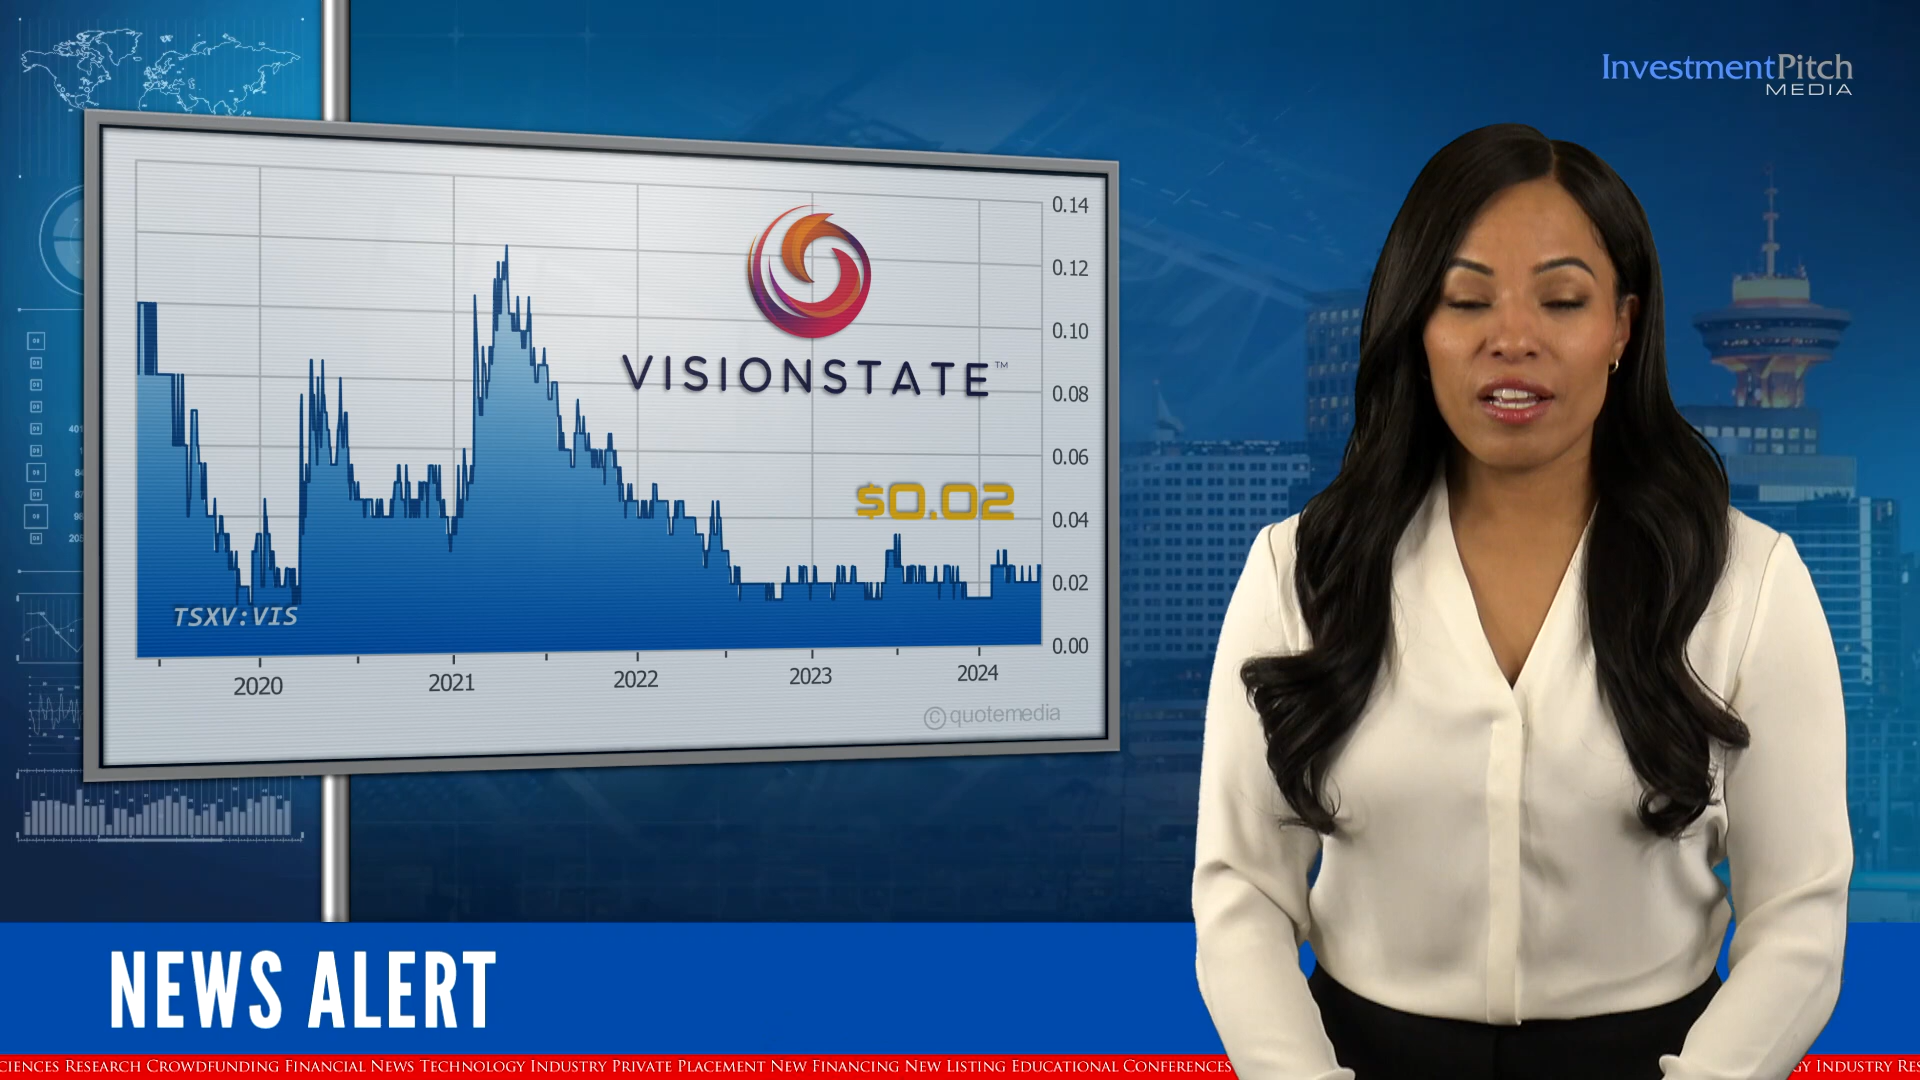 InvestmentPitch
MEDIA
VISIONSTATE™
$0.02
TSXV:VIS
0.14
0.12
0.10
0.08
0.06
0.04
0.02
0.00
2020
2021
2022
2023
2024
© quotemedia
NEWS ALERT
CIENCES RESEARCH CROWDFUNDING FINANCIAL NEWS TECHNOLOGY INDUSTRY PRIVATE PLACEMENT NEW FINANCING NEW LISTING EDUCATIONAL CONFERENCES GY INDUSTRY RES